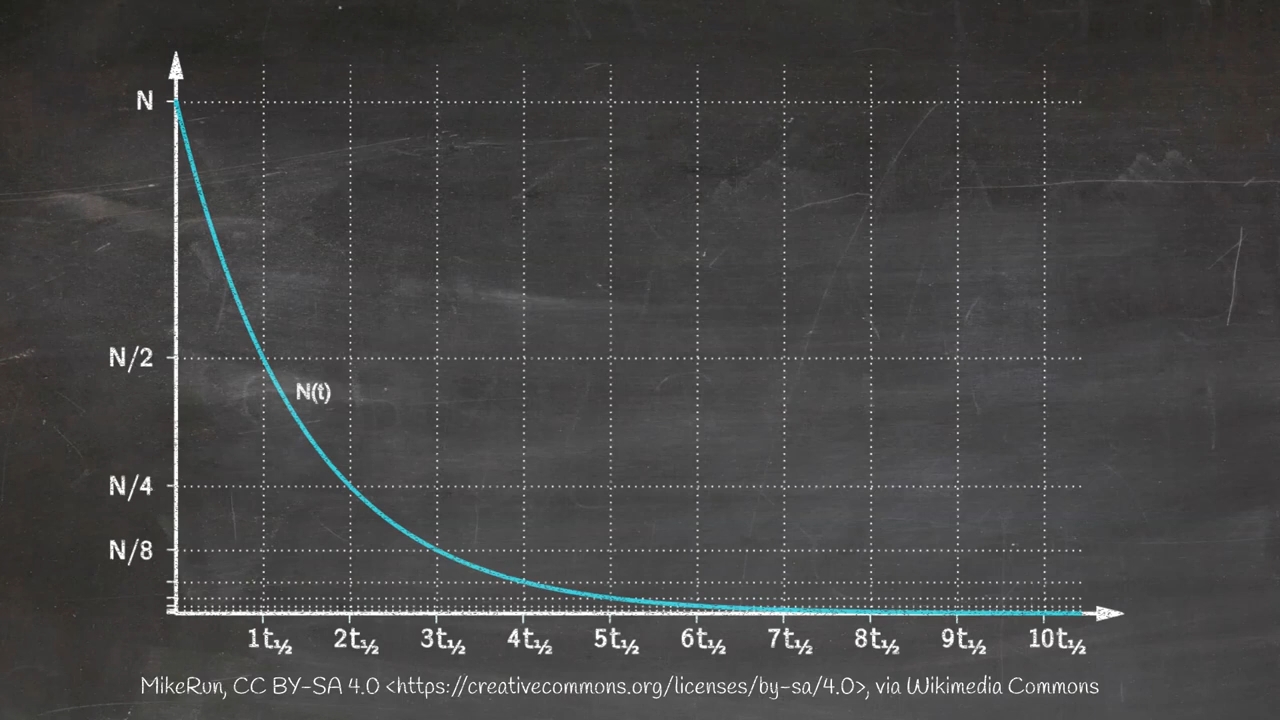 N
N/2
N(t)
N/4
N/8
1t½ 2t½ 3t½ 4t½ 5t½ 6t½ 7t½ 8t½ 9t½ 10t½
MikeRun, CC BY-SA 4.0 <https://creativecommons.org/licenses/by-sa/4.0>, via Wikimedia Commons